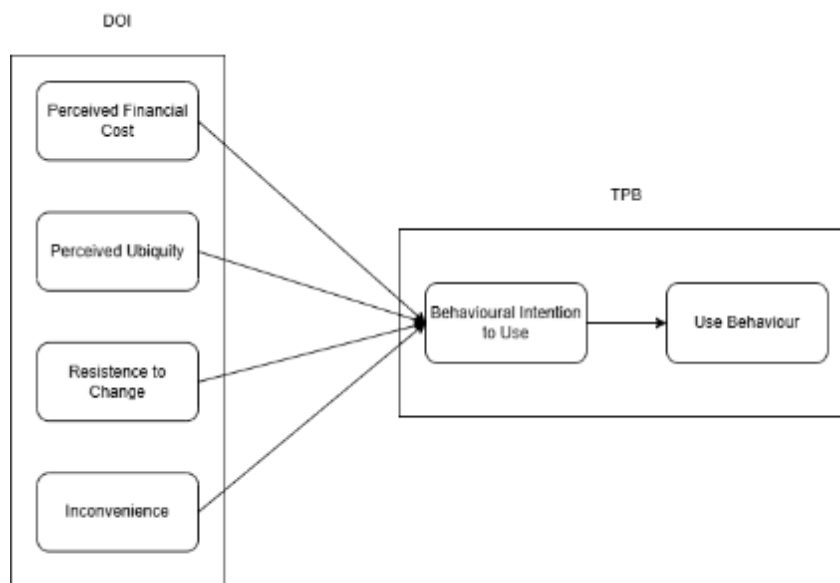 DOI
Perceived Financial
Cost
Perceived Ubiquity
Resistence to
Change
Inconvenience
TPB
Behavioural Intention
to Use
Use Behaviour